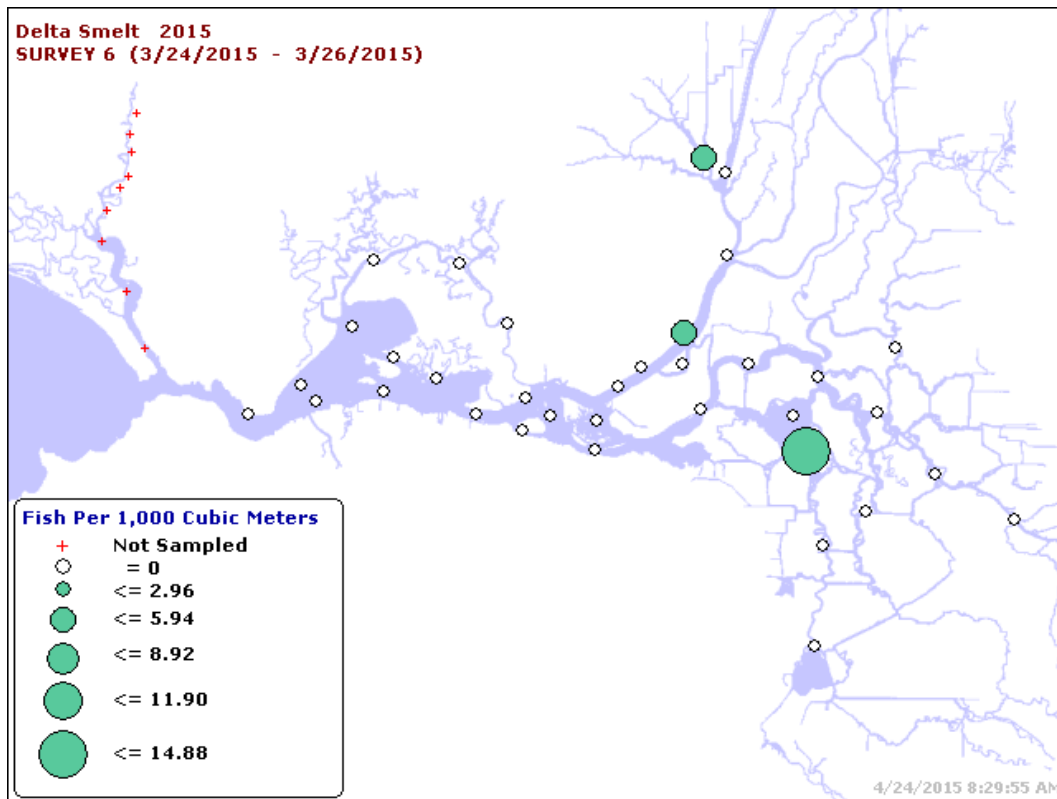 Delta Smelt 2015
SURVEY 6 (3/24/2015 - 3/26/2015)
Fish Per 1,000 Cubic Meters
Not Sampled
= 0
<= 2.96
<= 5.94
<= 8.92
<= 11.90
<= 14.88
4/24/2015 8:29:55 AM